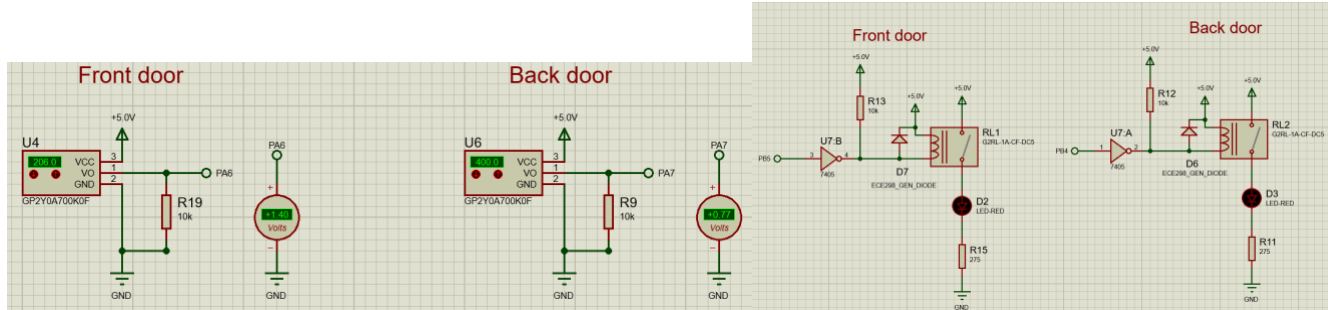 Front door
+5.0V
U4
206.0
VCC
3
VO
1
GND
2
GP2Y0A700K0F
PA6
R19
10k
PA6
+
+1.40
Volts
−
GND
GND
Back door
+5.0V
U6
400.0
VCC
3
VO
1
GND
2
GP2Y0A700K0F
PA7
R9
10k
PA7
+
+0.77
Volts
−
GND
GND
Front door
+5.0V
R13
10k
+5.0V
+5.0V
RL1
G2RL-1A-CF-DC5
U7:B
PB5
3
4
7405
D7
ECE298_GEN_DIODE
D2
LED-RED
R15
275
GND
Back door
+5.0V
R12
10k
+5.0V
+5.0V
RL2
G2RL-1A-CF-DC5
U7:A
PB4
1
2
7405
D6
ECE298_GEN_DIODE
D3
LED-RED
R11
275
GND